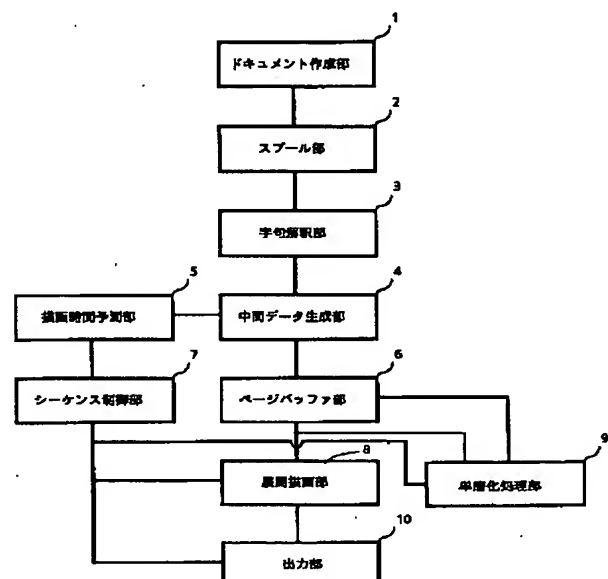 1
ドキュメント作成部
2
スプール部
3
字句解釈部
4
中間データ生成部
5
描画時間予測部
6
ページバッファ部
7
シーケンス制御部
8
展開描画部
9
単層化処理部
10
出力部